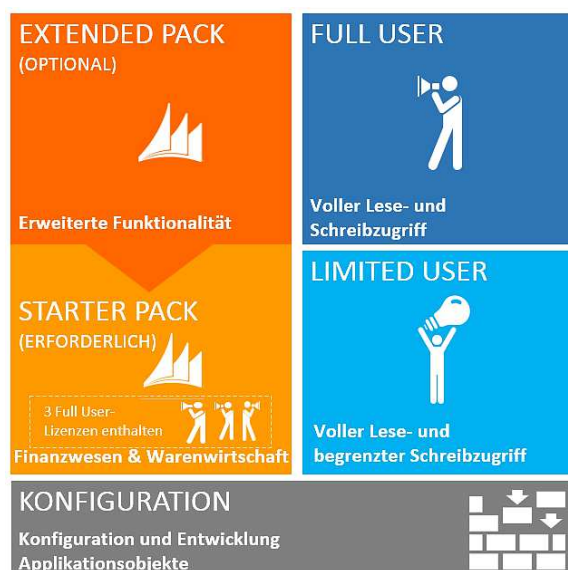 EXTENDED PACK
(OPTIONAL)
Erweiterte Funktionalität
STARTER PACK
(ERFORDERLICH)
3 Full User-
Lizenzen enthalten
Finanzwesen & Warenwirtschaft
FULL USER
Voller Lese- und
Schreibzugriff
LIMITED USER
Voller Lese- und
begrenzter Schreibzugriff
KONFIGURATION
Konfiguration und Entwicklung
Applikationsobjekte